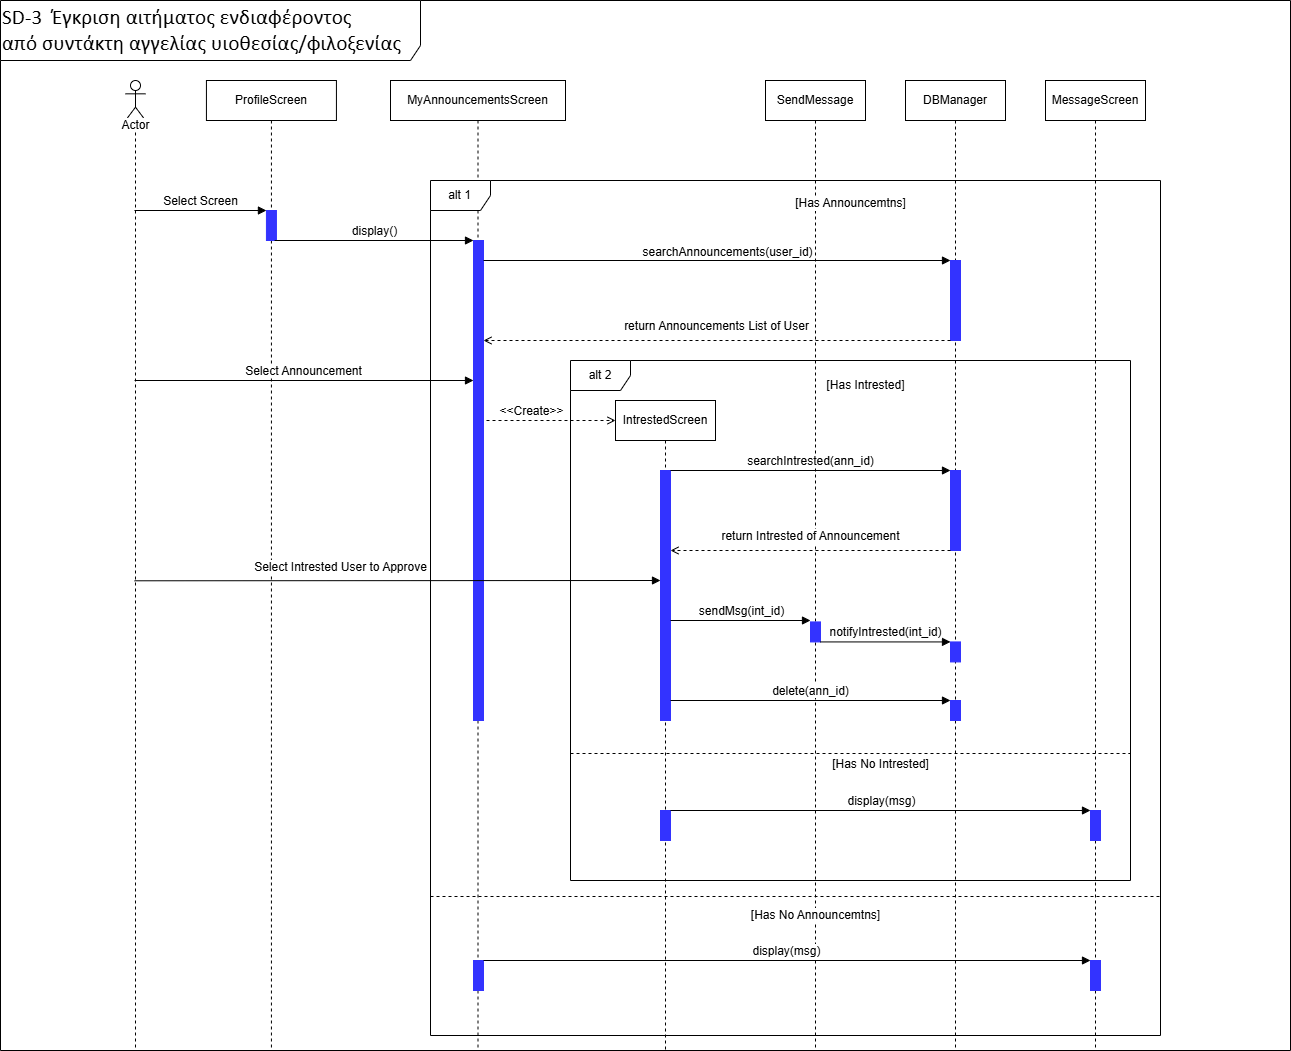 SD-3 Έγκριση αιτήματος ενδιαφέροντος
από συντάκτη αγγελίας υιοθεσίας/φιλοξενίας
Actor
ProfileScreen
MyAnnouncementsScreen
SendMessage
DBManager
MessageScreen
alt 1
[Has Announcemtns]
Select Screen
display()
searchAnnouncements(user_id)
return Announcements List of User
Select Announcement
alt 2
[Has Intrested]
<<Create>>
IntrestedScreen
searchIntrested(ann_id)
return Intrested of Announcement
Select Intrested User to Approve
sendMsg(int_id)
notifyIntrested(int_id)
delete(ann_id)
[Has No Intrested]
display(msg)
[Has No Announcemtns]
display(msg)